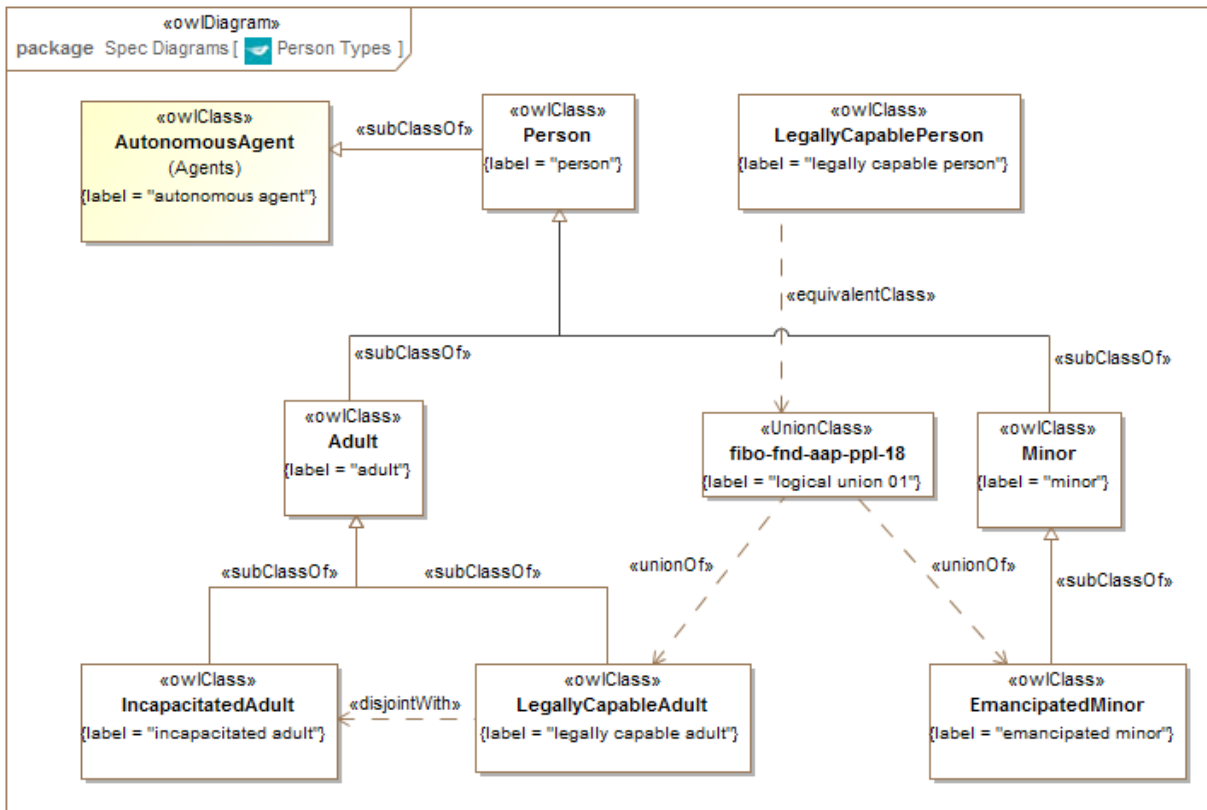 «owlDiagram»
package Spec Diagrams [ Person Types ]
«owlClass»
AutonomousAgent
(Agents)
{label = "autonomous agent"}
«subClassOf»
«owlClass»
Person
{label = "person"}
«owlClass»
LegallyCapablePerson
{label = "legally capable person"}
«equivalentClass»
«subClassOf»
«subClassOf»
«owlClass»
Adult
{label = "adult"}
«UnionClass»
fibo-fnd-aap-ppl-18
{label = "logical union 01"}
«owlClass»
Minor
{label = "minor"}
«subClassOf»
«subClassOf»
«unionOf»
«unionOf»
«subClassOf»
«owlClass»
IncapacitatedAdult
{label = "incapacitated adult"}
«disjointWith»
«owlClass»
LegallyCapableAdult
{label = "legally capable adult"}
«owlClass»
EmancipatedMinor
{label = "emancipated minor"}